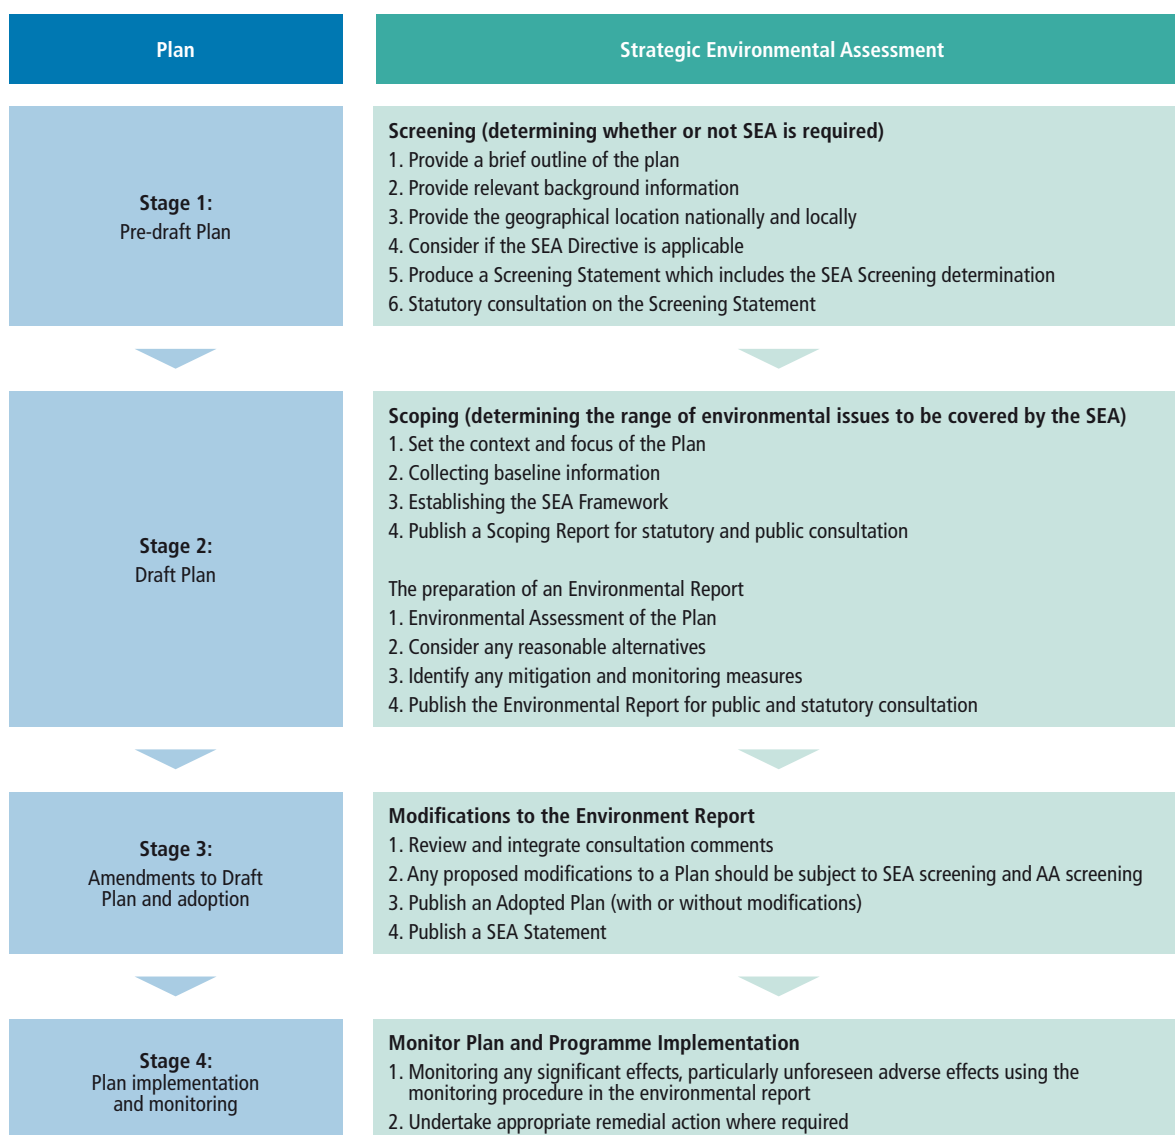 Plan
Strategic Environmental Assessment
Stage 1:
Pre-draft Plan
Screening (determining whether or not SEA is required)
1. Provide a brief outline of the plan
2. Provide relevant background information
3. Provide the geographical location nationally and locally
4. Consider if the SEA Directive is applicable
5. Produce a Screening Statement which includes the SEA Screening determination
6. Statutory consultation on the Screening Statement
Stage 2:
Draft Plan
Scoping (determining the range of environmental issues to be covered by the SEA)
1. Set the context and focus of the Plan
2. Collecting baseline information
3. Establishing the SEA Framework
4. Publish a Scoping Report for statutory and public consultation
The preparation of an Environmental Report
1. Environmental Assessment of the Plan
2. Consider any reasonable alternatives
3. Identify any mitigation and monitoring measures
4. Publish the Environmental Report for public and statutory consultation
Stage 3:
Amendments to Draft
Plan and adoption
Modifications to the Environment Report
1. Review and integrate consultation comments
2. Any proposed modifications to a Plan should be subject to SEA screening and AA screening
3. Publish an Adopted Plan (with or without modifications)
4. Publish a SEA Statement
Stage 4:
Plan implementation
and monitoring
Monitor Plan and Programme Implementation
1. Monitoring any significant effects, particularly unforeseen adverse effects using the
monitoring procedure in the environmental report
2. Undertake appropriate remedial action where required